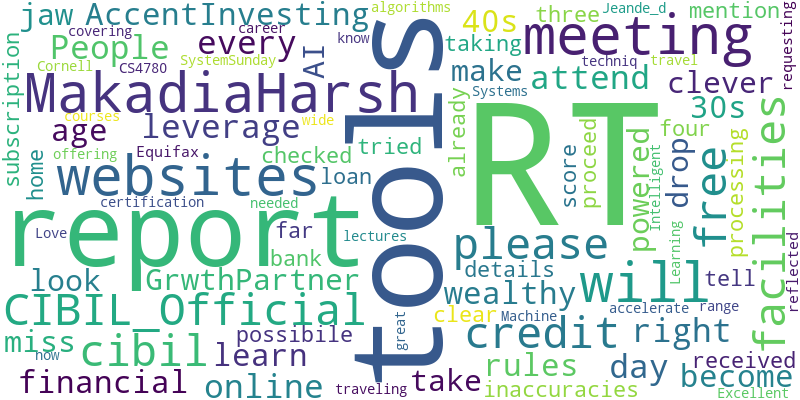 jaw
AccentInvesting
algorithms
40s
three
Jeande_d
mention
requesting
covering
career
People
every
AI
know
taking
meeting
Cornell
CS4780
SystemSunday
techniq
travel
subscription
MakadiaHarsh
tools
make
Systems
attend
clever
age
leverage
courses
wide
already
RT
30s
four
facilities
home
offering
Equifax
checked
tried
websites
loan
score
proceed
powered
Intelligent
drop
free
processing
certification
needed
report
Love
far
lectures
please
bank
details
will
Learning
tell
reflected
look
GrwthPartner
wealthy
CIBIL_Official
great
clear
Machine
accelerate
range
possibile
credit
right
miss
cibil
learn
now
rules
day
received
become
financial
online
traveling
take
inaccuracies
Excellent